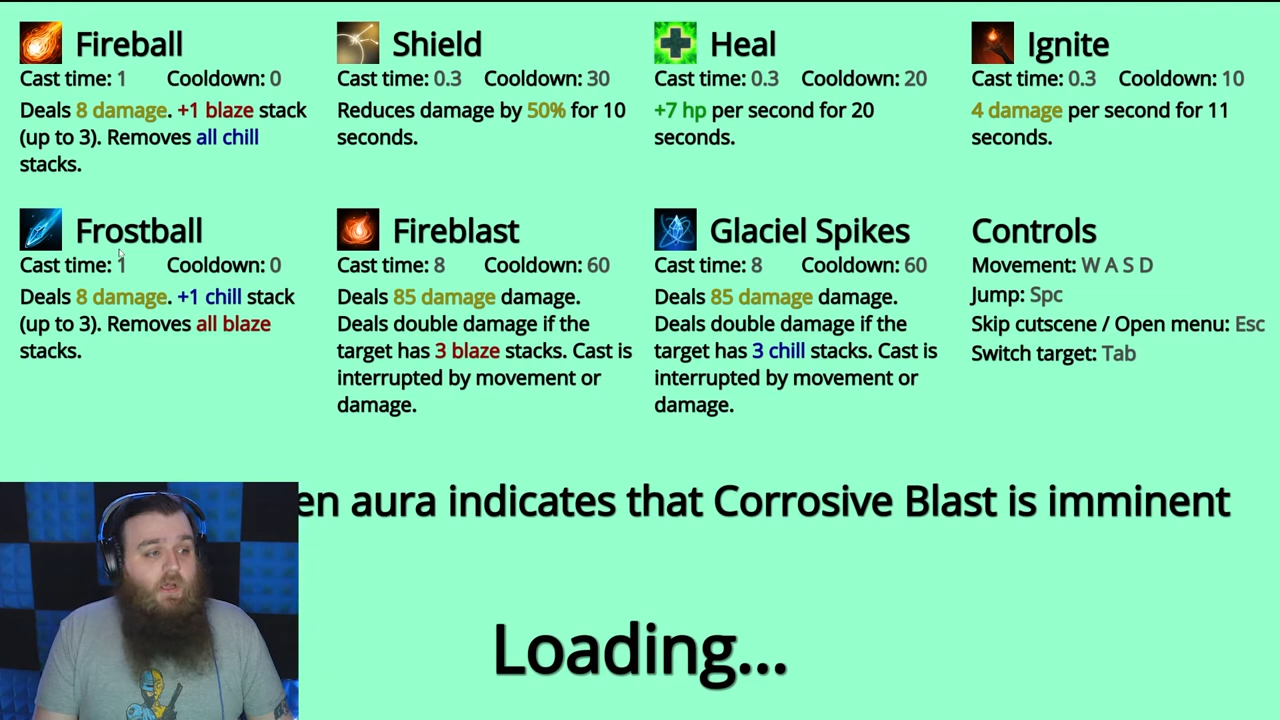 Fireball
Cast time: 1 Cooldown: 0
Deals 8 damage. +1 blaze stack
(up to 3). Removes all chill
stacks.
Shield
Cast time: 0.3 Cooldown: 30
Reduces damage by 50% for 10
seconds.
Heal
Cast time: 0.3 Cooldown: 20
+7 hp per second for 20
seconds.
Ignite
Cast time: 0.3 Cooldown: 10
4 damage per second for 11
seconds.
Frostball
Cast time: 1 Cooldown: 0
Deals 8 damage. +1 chill stack
(up to 3). Removes all blaze
stacks.
Fireblast
Cast time: 8 Cooldown: 60
Deals 85 damage damage.
Deals double damage if the
target has 3 blaze stacks. Cast is
interrupted by movement or
damage.
Glaciel Spikes
Cast time: 8 Cooldown: 60
Deals 85 damage damage.
Deals double damage if the
target has 3 chill stacks. Cast is
interrupted by movement or
damage.
Controls
Movement: W A S D
Jump: Spc
Skip cutscene / Open menu: Esc
Switch target: Tab
en aura indicates that Corrosive Blast is imminent
Loading...